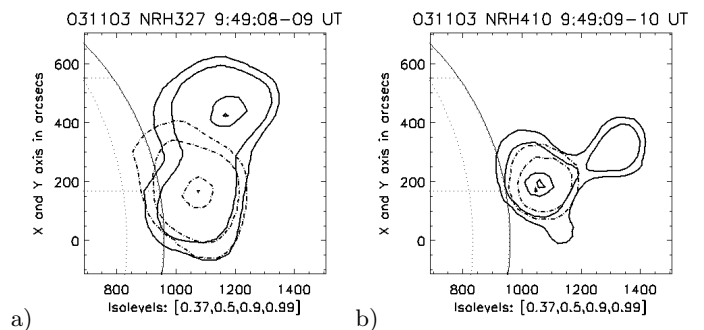 031103 NRH327 9:49:08-09 UT
031103 NRH410 9:49:09-10 UT
X and Y axis in arcsecs
600
400
200
0
800 1000 1200 1400
Isolevels: [0.37,0.5,0.9,0.99]
a)
X and Y axis in arcsecs
600
400
200
0
800 1000 1200 1400
Isolevels: [0.37,0.5,0.9,0.99]
b)